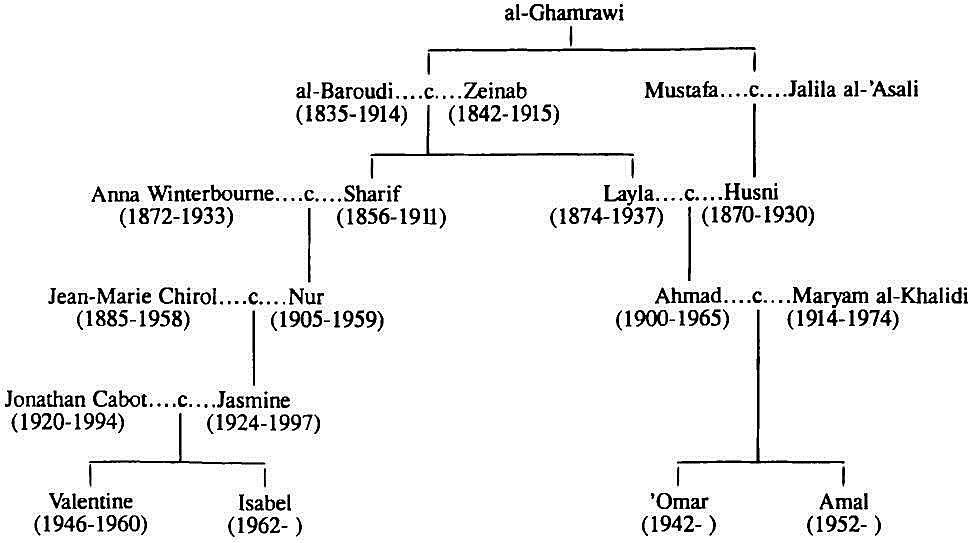 al-Ghamrawi
al-Baroudi....c....Zeinab
(1835-1914) (1842-1915)
Mustafa....c....Jalila al-'Asali
Anna Winterbourne....c....Sharif
(1872-1933) (1856-1911)
Layla....c....Husni
(1874-1937) (1870-1930)
Jean-Marie Chirol....c....Nur
(1885-1958) (1905-1959)
Ahmad....c....Maryam al-Khalidi
(1900-1965) (1914-1974)
Jonathan Cabot....c....Jasmine
(1920-1994) (1924-1997)
Valentine
(1946-1960)
Isabel
(1962- )
'Omar
(1942- )
Amal
(1952- )